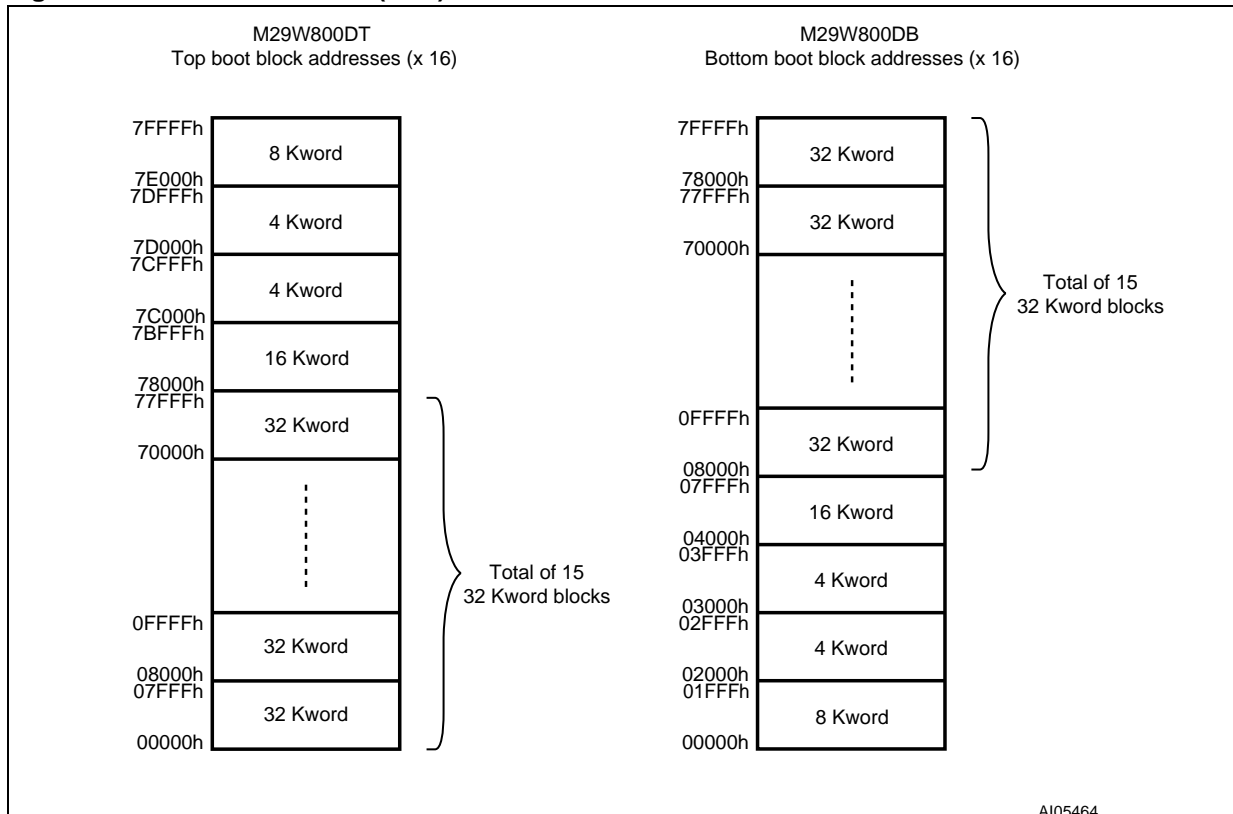 M29W800DT
Top boot block addresses (x 16)
7FFFFh
8 Kword
7E000h
7DFFFh
4 Kword
7D000h
7CFFFh
4 Kword
7C000h
7BFFFh
16 Kword
78000h
77FFFh
32 Kword
70000h
Total of 15
32 Kword blocks
0FFFFh
32 Kword
08000h
07FFFh
32 Kword
00000h
M29W800DB
Bottom boot block addresses (x 16)
7FFFFh
32 Kword
78000h
77FFFh
32 Kword
70000h
Total of 15
32 Kword blocks
0FFFFh
32 Kword
08000h
07FFFh
16 Kword
04000h
03FFFh
4 Kword
03000h
02FFFh
4 Kword
02000h
01FFFh
8 Kword
00000h
AI05464